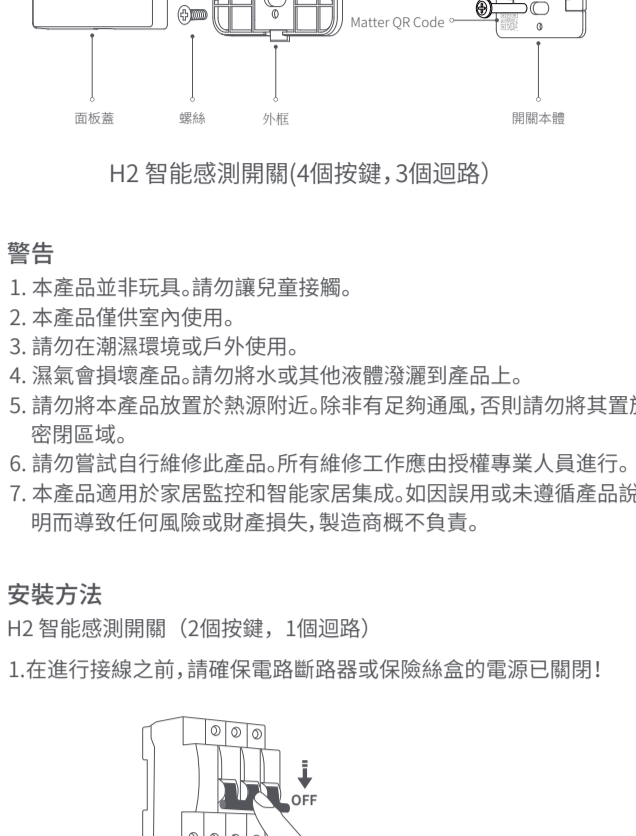 Matter QR Code
面板蓋 螺絲 外框 開關本體
H2 智能感測開關(4個按鍵，3個迴路)
警告
1. 本產品並非玩具。請勿讓兒童接觸。
2. 本產品僅供室內使用。
3. 請勿在潮濕環境或戶外使用。
4. 濕氣會損壞產品。請勿將水或其他液體潑灑到產品上。
5. 請勿將本產品放置於熱源附近。除非有足夠通風，否則請勿將其置
密閉區域。
6. 請勿嘗試自行維修此產品。所有維修工作應由授權專業人員進行。
7. 本產品適用於家居監控和智能家居集成。如因誤用或未遵循產品說
明而導致任何風險或財產損失，製造商概不負責。
安裝方法
H2 智能感測開關（2個按鍵，1個迴路）
1.在進行接線之前，請確保電路斷路器或保險絲盒的電源已關閉！
OFF